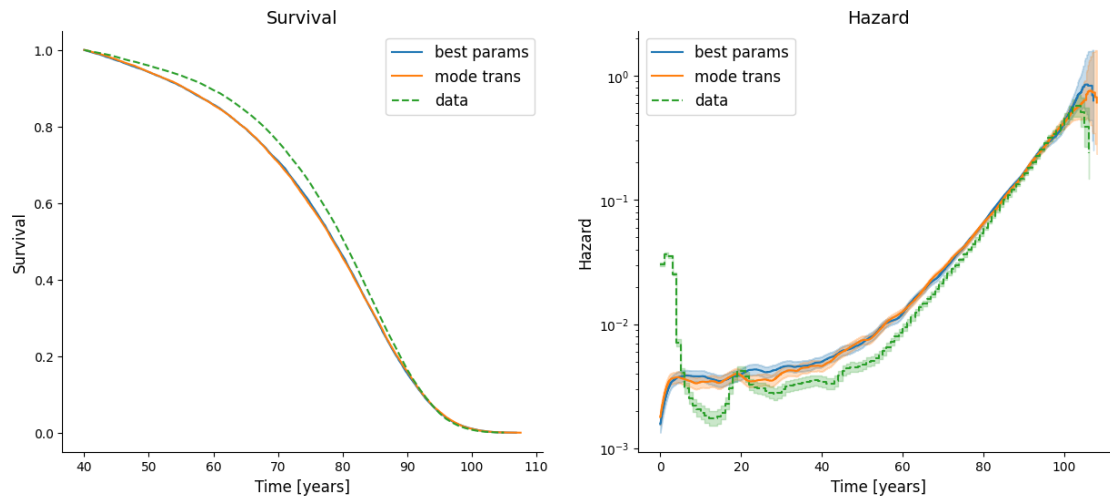 Survival
1.0
0.8
0.6
0.4
0.2
0.0
Survival
best params
mode trans
data
40 50 60 70 80 90 100 110
Time [years]
Hazard
10⁰
10⁻¹
10⁻²
10⁻³
Hazard
best params
mode trans
data
0 20 40 60 80 100
Time [years]